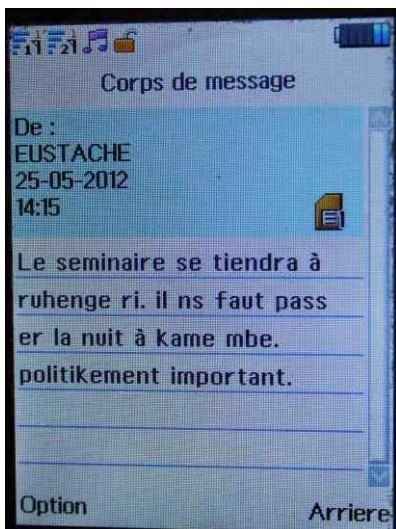 Corps de message
De :
EUSTACHE
25-05-2012
14:15
Le seminaire se tiendra à
ruhenge ri. il ns faut pass
er la nuit à kame mbe.
politikement important.
Option Arriere